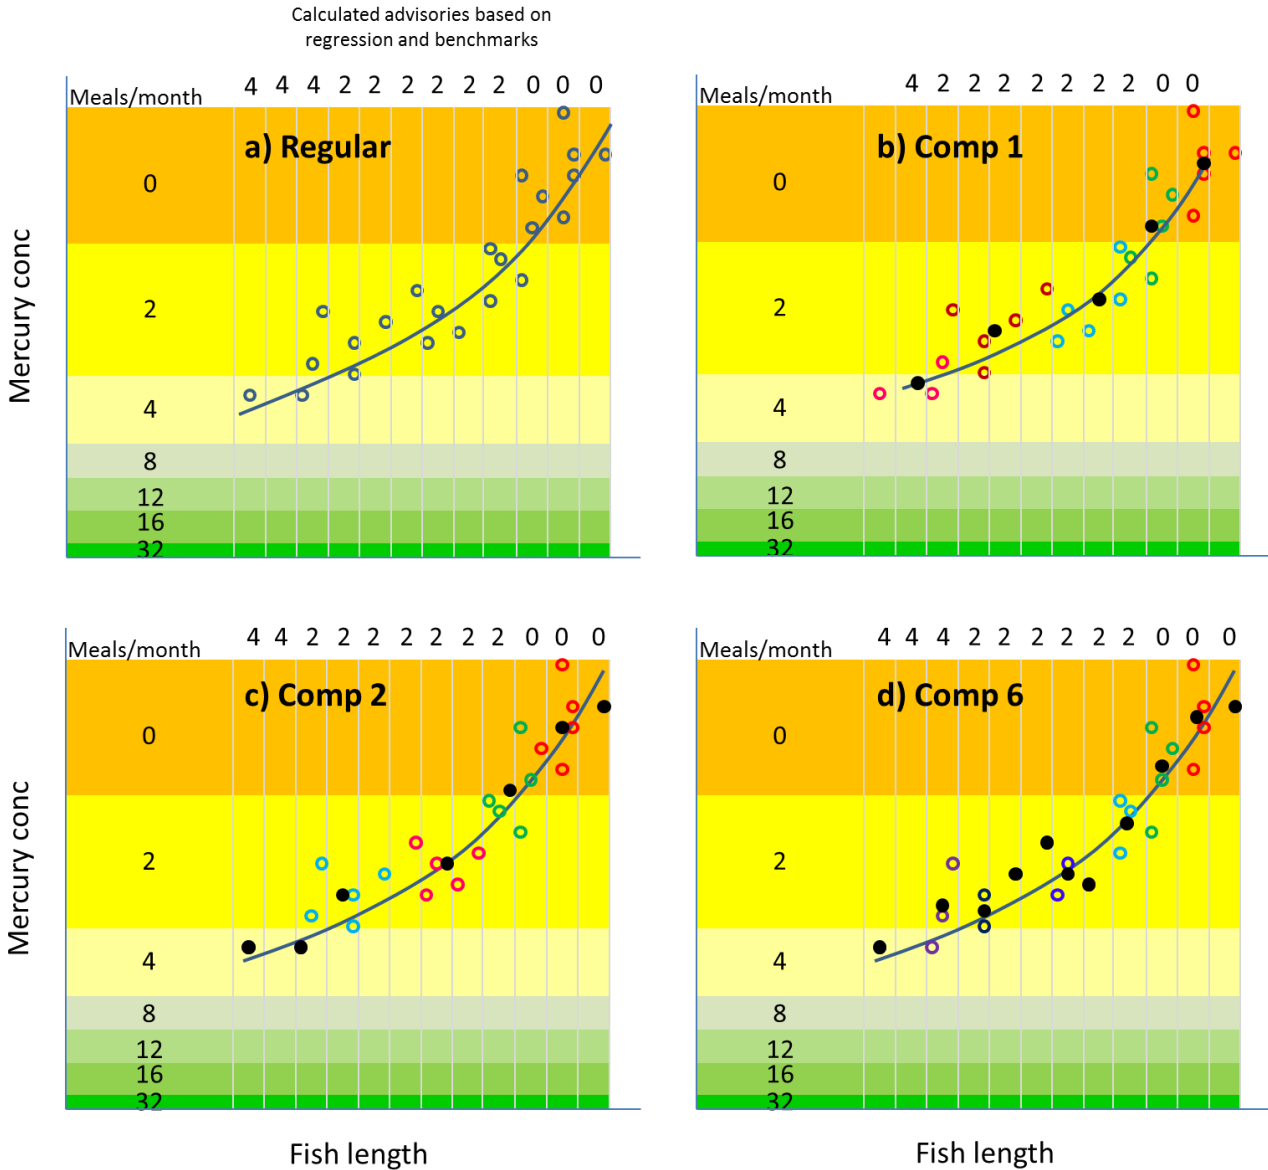 Calculated advisories based on
regression and benchmarks
Meals/month 4 4 4 2 2 2 2 2 2 0 0 0
a) Regular
0
2
4
8
12
16
32
Mercury conc
Meals/month 4 2 2 2 2 2 2 2 0 0
b) Comp 1
0
2
4
8
12
16
32
Meals/month 4 4 2 2 2 2 2 2 2 0 0 0
c) Comp 2
0
2
4
8
12
16
32
Mercury conc
Fish length
Meals/month 4 4 4 2 2 2 2 2 2 0 0 0
d) Comp 6
0
2
4
8
12
16
32
Fish length